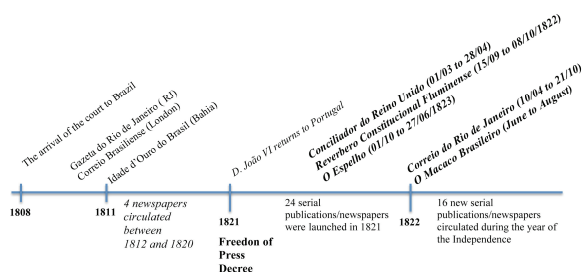 The arrival of the court to Brazil
Gazeta do Rio de Janeiro ( RJ)
Correio Brasiliense (London)
Idade d'Ouro do Brasil (Bahia)
D. João VI returns to Portugal
Conciliador do Reino Unido (01/03 to 28/04)
Reverbero Constitucional Fluminense (15/09 to 08/10/1822)
O Espelho (01/10 to 27/06/1823)
Correio do Rio de Janeiro (10/04 to 21/10)
O Macaco Brasileiro (June to August)
1808
1811
4 newspapers
circulated
between
1812 and 1820
1821
Freedon of
Press
Decree
24 serial
publications/newspapers
were launched in 1821
1822
16 new serial
publications/newspapers
circulated during the year of
the Independence